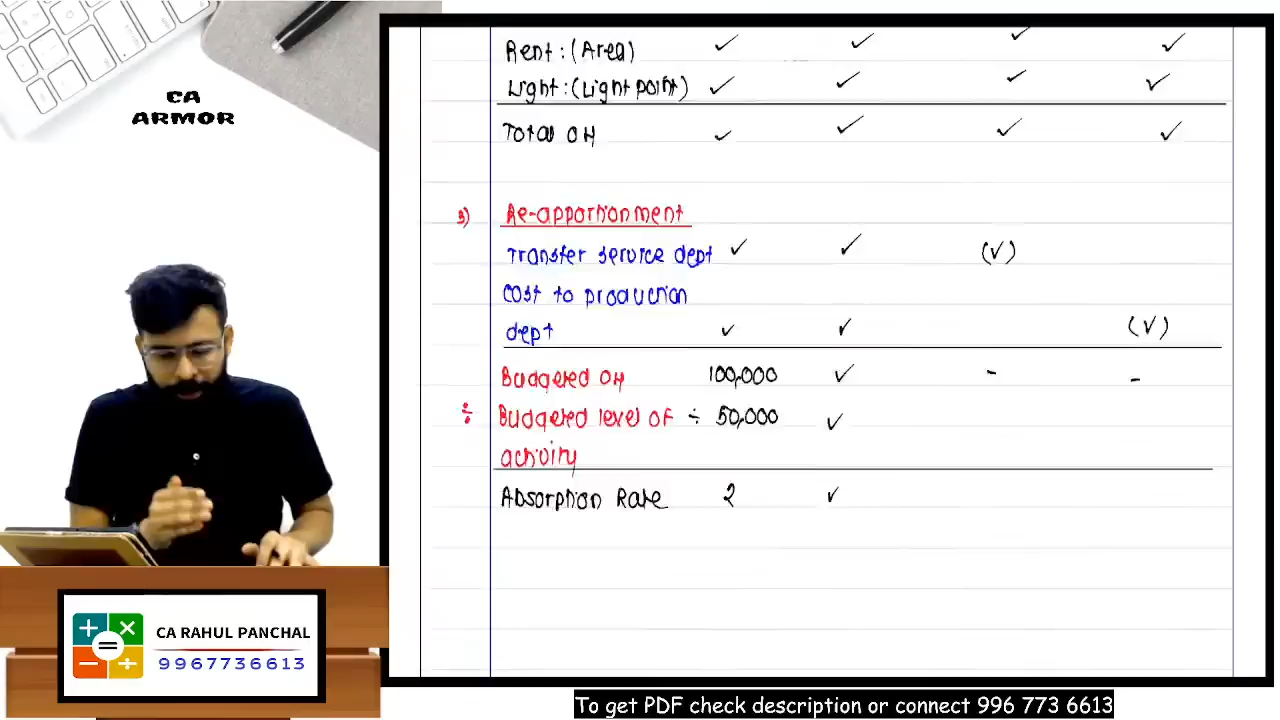 CA
ARMOR
Rent : (Area) ✓ ✓ ✓ ✓
Light : (Light point) ✓ ✓ ✓ ✓
Total OH ✓ ✓ ✓ ✓
3) Re-apportionment
Transfer service dept ✓ ✓ (✓)
cost to production
dept ✓ ✓ (✓)
Budgeted OH 100,000 ✓ - -
÷ Budgeted level of ÷ 50,000 ✓
activity
Absorption Rate 2 ✓
CA RAHUL PANCHAL
9967736613
To get PDF check description or connect 996 773 6613